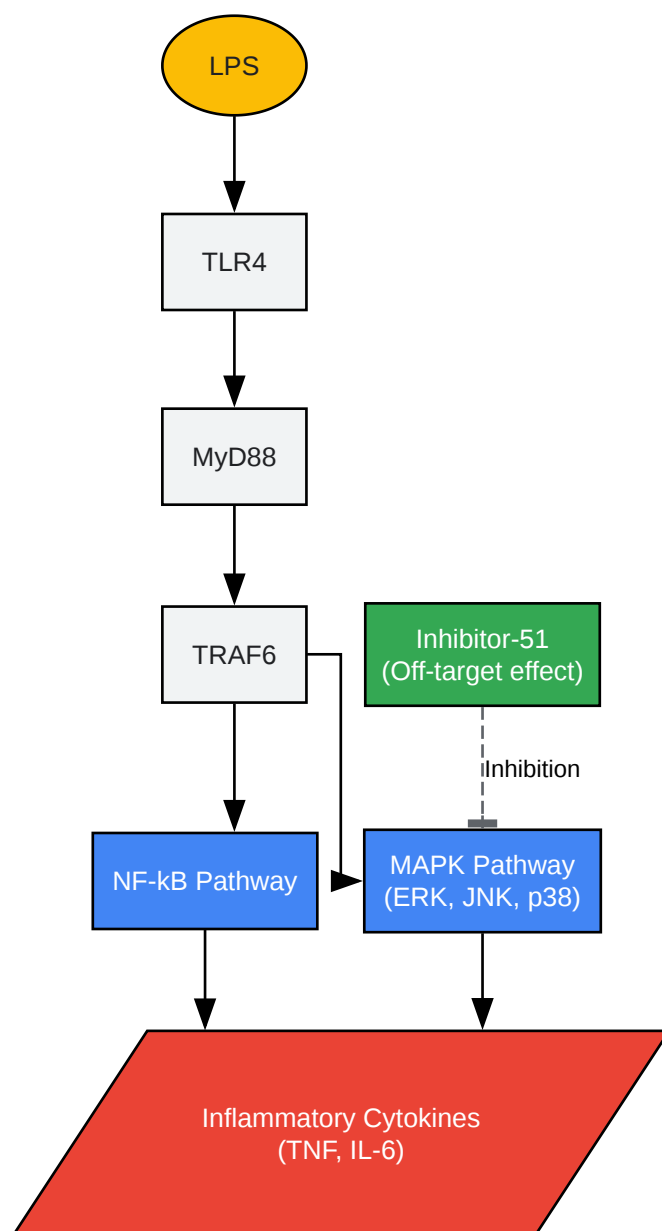 LPS
TLR4
MyD88
TRAF6
Inhibitor-51
(Off-target effect)
Inhibition
NF-kB Pathway
MAPK Pathway
(ERK, JNK, p38)
Inflammatory Cytokines
(TNF, IL-6)